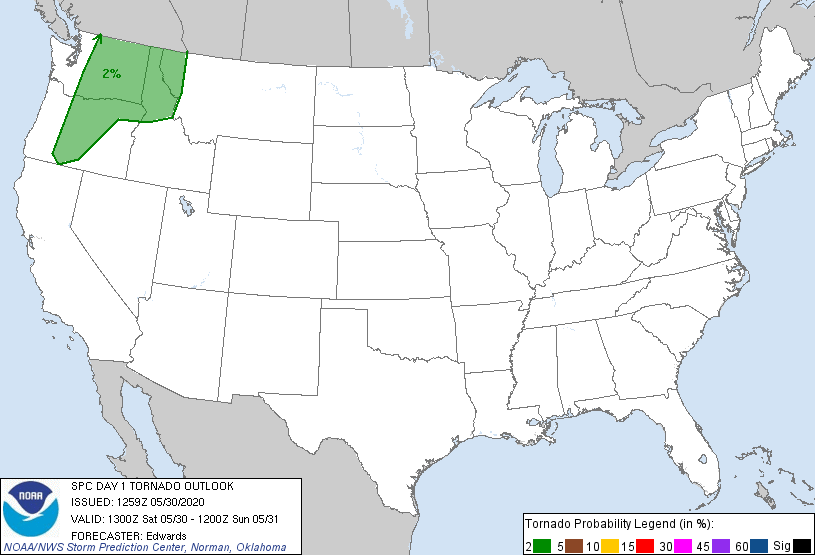 2%
NOAA
SPC DAY 1 TORNADO OUTLOOK
ISSUED: 1259Z 05/30/2020
VALID: 1300Z Sat 05/30 - 1200Z Sun 05/31
FORECASTER: Edwards
NOAA/NWS Storm Prediction Center, Norman, Oklahoma
Tornado Probability Legend (in %):
2 5 10 15 30 45 60 Sig